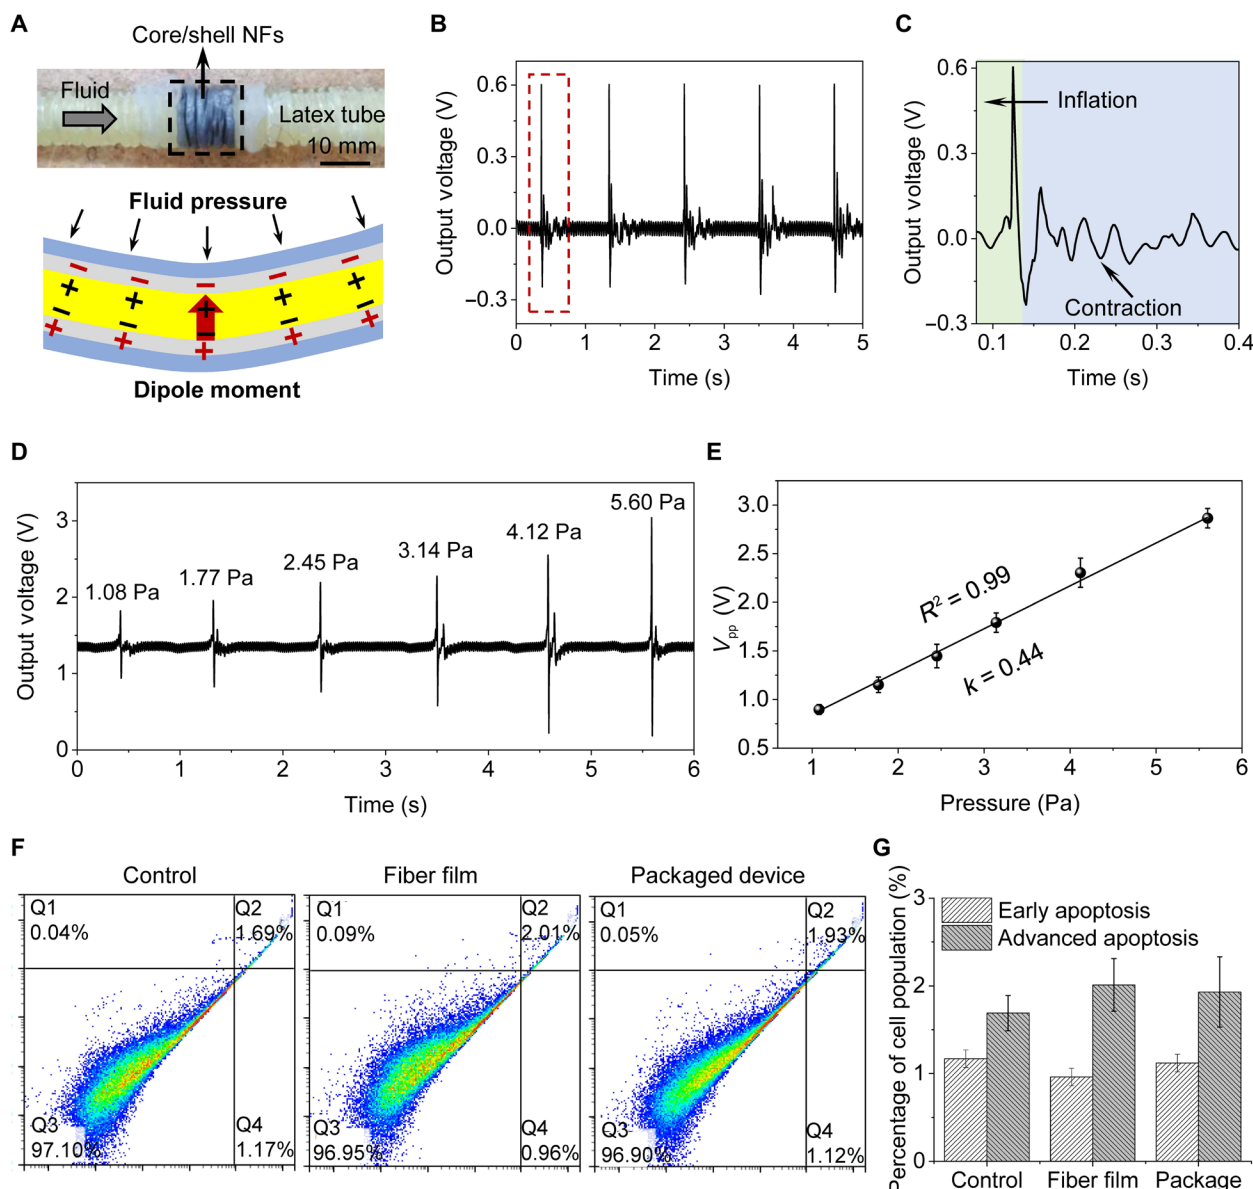 A
Core/shell NFs
Fluid
Latex tube
10 mm
Fluid pressure
Dipole moment
B
Output voltage (V)
0.6
0.3
0.0
−0.3
0 1 2 3 4 5
Time (s)
C
Output voltage (V)
0.6
0.3
0.0
−0.3
Inflation
Contraction
0.1 0.2 0.3 0.4
Time (s)
D
Output voltage (V)
3
2
1
0
1.08 Pa
1.77 Pa
2.45 Pa
3.14 Pa
4.12 Pa
5.60 Pa
0 1 2 3 4 5 6
Time (s)
E
Vpp (V)
3.0
2.5
2.0
1.5
1.0
0.5
R² = 0.99
k = 0.44
1 2 3 4 5 6
Pressure (Pa)
F
Control
Q1
0.04%
Q2
1.69%
Q3
97.10%
Q4
1.17%
Fiber film
Q1
0.09%
Q2
2.01%
Q3
96.95%
Q4
0.96%
Packaged device
Q1
0.05%
Q2
1.93%
Q3
96.90%
Q4
1.12%
G
Percentage of cell population (%)
3
2
1
0
Early apoptosis
Advanced apoptosis
Control Fiber film Package